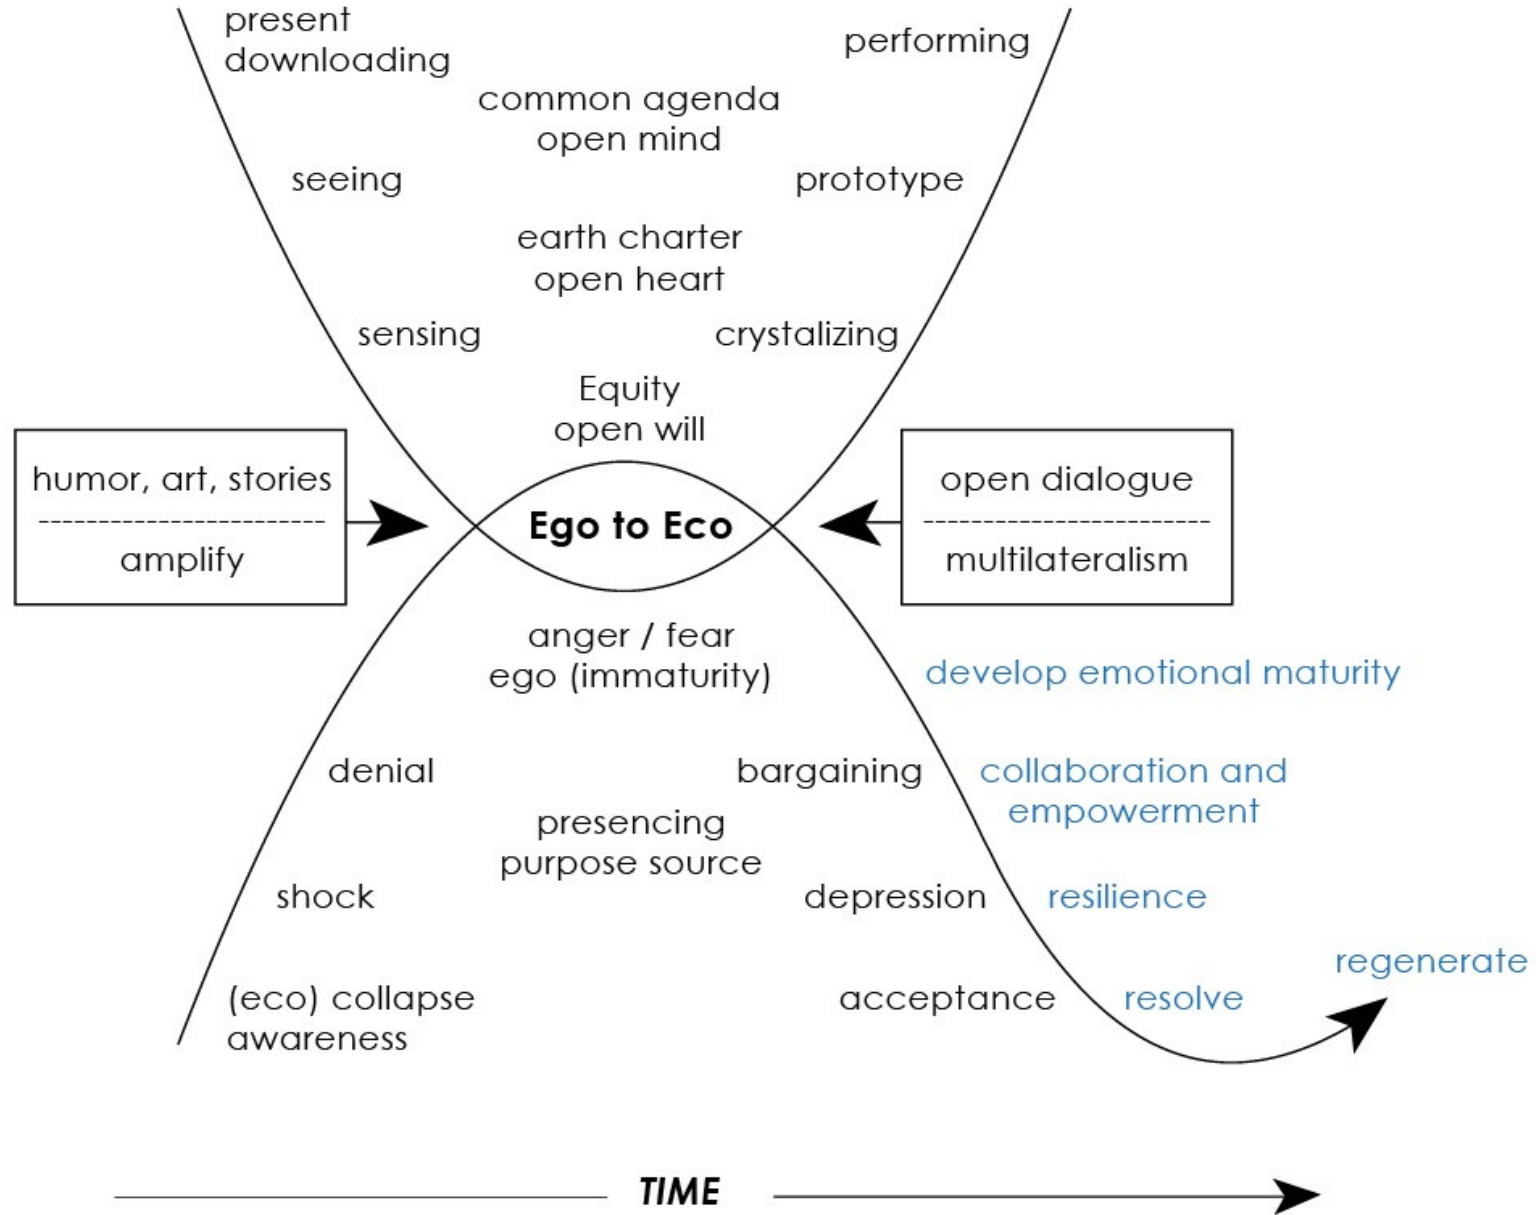 present
downloading
performing
common agenda
open mind
seeing
prototype
earth charter
open heart
sensing
crystalizing
Equity
open will
humor, art, stories
amplify
Ego to Eco
open dialogue
multilateralism
anger / fear
ego (immaturity)
develop emotional maturity
denial
bargaining
collaboration and
empowerment
presencing
purpose source
shock
depression
resilience
regenerate
(eco) collapse
awareness
acceptance
resolve
TIME